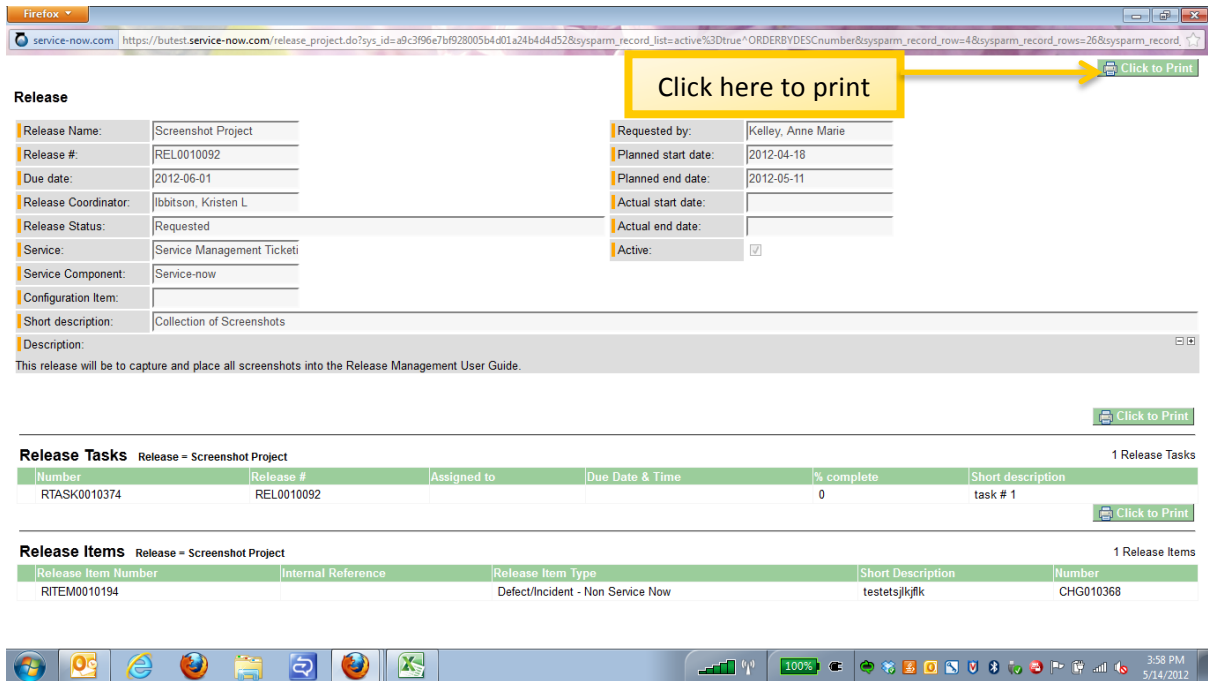 Firefox
service-now.com https://butest.service-now.com/release_project.do?sys_id=a9c3f96e7bf928005b4d01a24b4d4d52&sysparm_record_list=active%3Dtrue^ORDERBYDESCnumber&sysparm_record_row=4&sysparm_record_rows=26&sysparm_record_
Click to Print
Click here to print
Release
Release Name: Screenshot Project Requested by: Kelley, Anne Marie
Release #: REL0010092 Planned start date: 2012-04-18
Due date: 2012-06-01 Planned end date: 2012-05-11
Release Coordinator: Ibbitson, Kristen L Actual start date:
Release Status: Requested Actual end date:
Service: Service Management Ticketi Active:
Service Component: Service-now
Configuration Item:
Short description: Collection of Screenshots
Description:
This release will be to capture and place all screenshots into the Release Management User Guide.
Click to Print
Release Tasks Release = Screenshot Project 1 Release Tasks
Number Release # Assigned to Due Date & Time % complete Short description
RTASK0010374 REL0010092 0 task # 1
Click to Print
Release Items Release = Screenshot Project 1 Release Items
Release Item Number Internal Reference Release Item Type Short Description Number
RITEM0010194 Defect/Incident - Non Service Now testetsjlkjflk CHG010368
100%
3:58 PM
5/14/2012